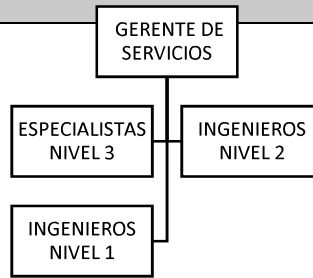 GERENTE DE
SERVICIOS
ESPECIALISTAS
NIVEL 3
INGENIEROS
NIVEL 2
INGENIEROS
NIVEL 1